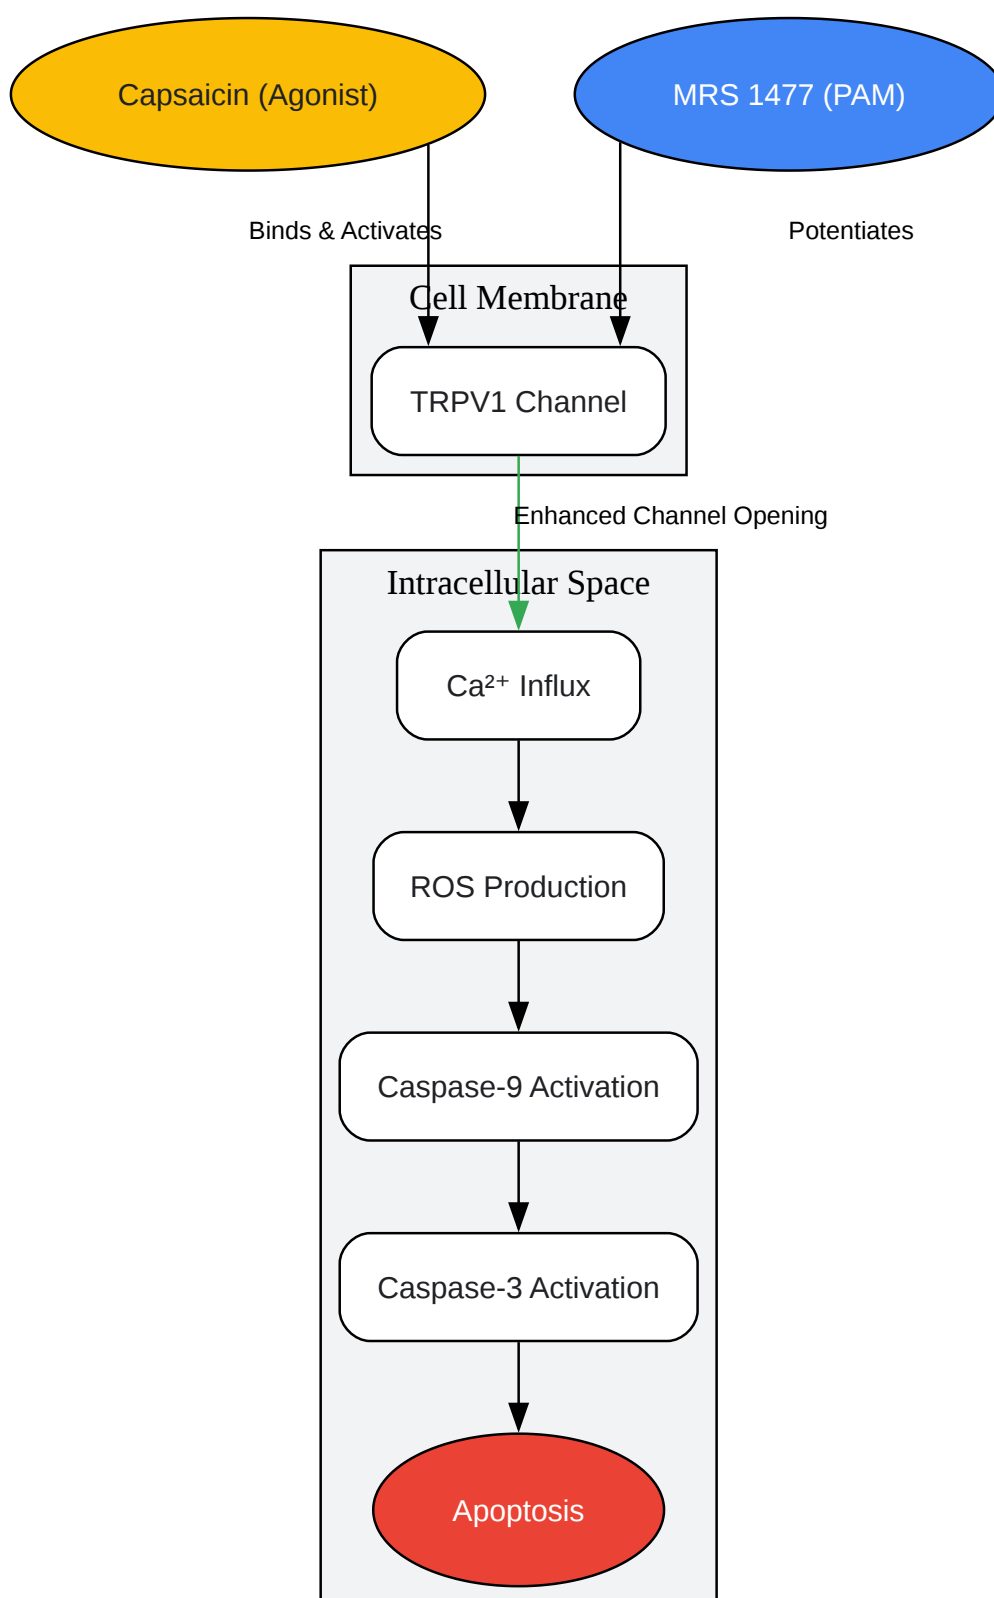 Capsaicin (Agonist)
MRS 1477 (PAM)
Binds & Activates
Potentiates
Cell Membrane
TRPV1 Channel
Enhanced Channel Opening
Intracellular Space
Ca²⁺ Influx
ROS Production
Caspase-9 Activation
Caspase-3 Activation
Apoptosis